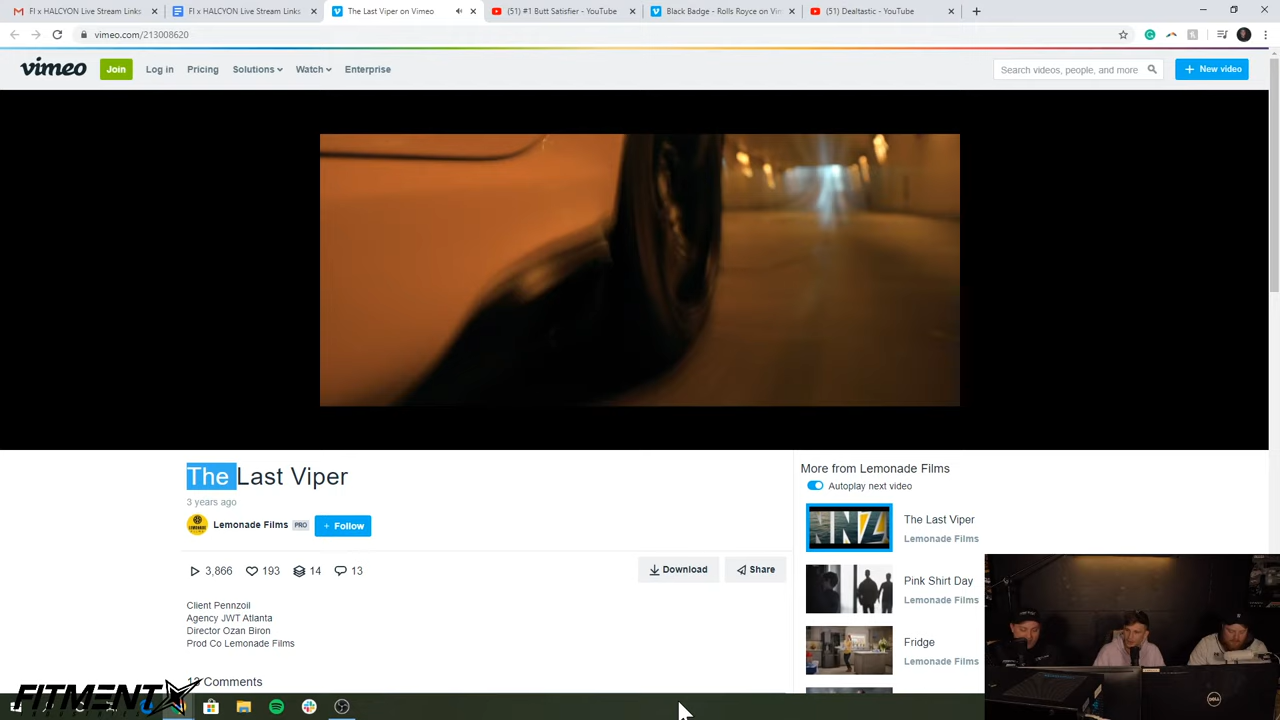 FI x HALCYON Live Stream Links
FI x HALCYON Live Stream Links
The Last Viper on Vimeo
(51) #1 Butt Satisfier - YouTube
Black Badge - Rolls Royce on Vim
(51) Dealtastic - YouTube
vimeo.com/213008620
vimeo
Join
Log in
Pricing
Solutions
Watch
Enterprise
Search videos, people, and more
New video
The Last Viper
3 years ago
Lemonade Films PRO
+ Follow
3,866
193
14
13
Download
Share
Client Pennzoil
Agency JWT Atlanta
Director Ozan Biron
Prod Co Lemonade Films
Comments
More from Lemonade Films
Autoplay next video
NNZ
The Last Viper
Lemonade Films
Pink Shirt Day
Lemonade Films
Fridge
Lemonade Films
FITMENT
DELL